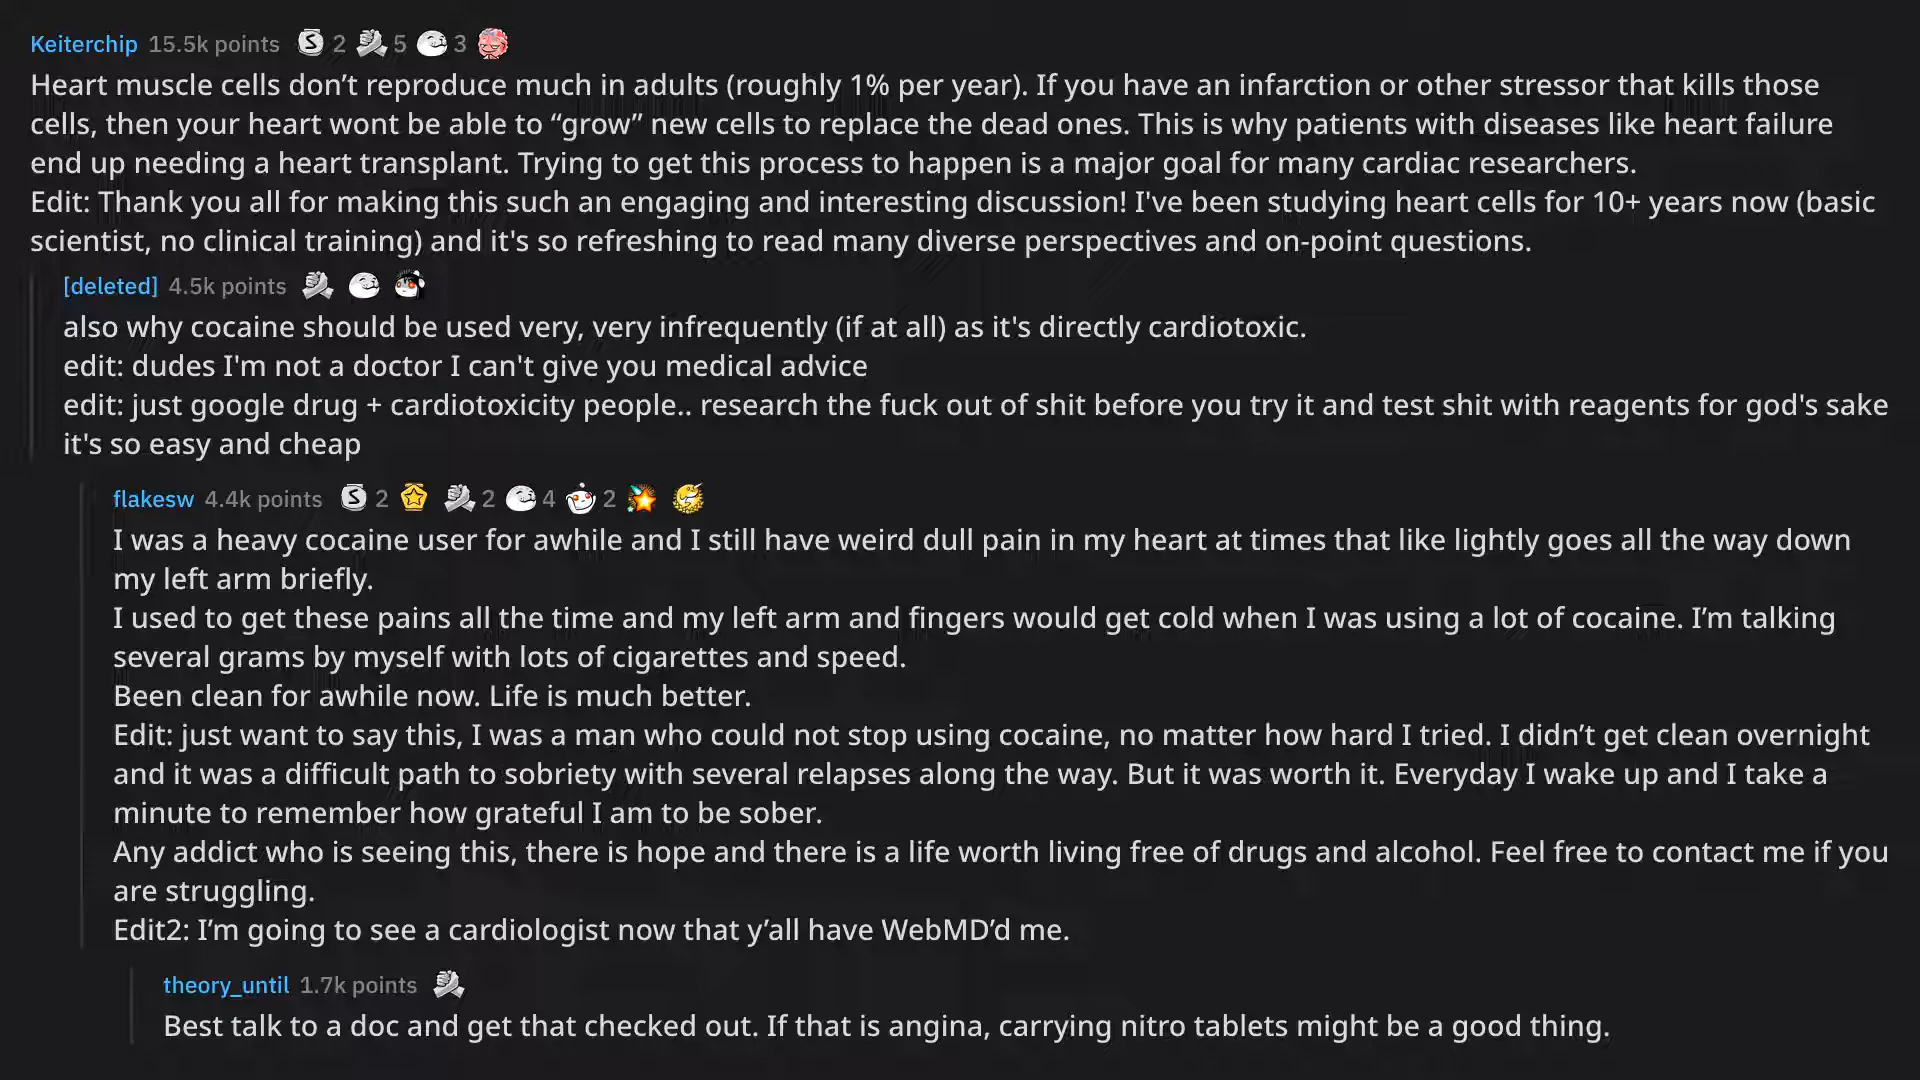 Keiterchip 15.5k points 2 5 3
Heart muscle cells don’t reproduce much in adults (roughly 1% per year). If you have an infarction or other stressor that kills those
cells, then your heart wont be able to “grow” new cells to replace the dead ones. This is why patients with diseases like heart failure
end up needing a heart transplant. Trying to get this process to happen is a major goal for many cardiac researchers.
Edit: Thank you all for making this such an engaging and interesting discussion! I've been studying heart cells for 10+ years now (basic
scientist, no clinical training) and it's so refreshing to read many diverse perspectives and on-point questions.
[deleted] 4.5k points
also why cocaine should be used very, very infrequently (if at all) as it's directly cardiotoxic.
edit: dudes I'm not a doctor I can't give you medical advice
edit: just google drug + cardiotoxicity people.. research the fuck out of shit before you try it and test shit with reagents for god's sake
it's so easy and cheap
flakesw 4.4k points 2 2 4 2
I was a heavy cocaine user for awhile and I still have weird dull pain in my heart at times that like lightly goes all the way down
my left arm briefly.
I used to get these pains all the time and my left arm and fingers would get cold when I was using a lot of cocaine. I’m talking
several grams by myself with lots of cigarettes and speed.
Been clean for awhile now. Life is much better.
Edit: just want to say this, I was a man who could not stop using cocaine, no matter how hard I tried. I didn’t get clean overnight
and it was a difficult path to sobriety with several relapses along the way. But it was worth it. Everyday I wake up and I take a
minute to remember how grateful I am to be sober.
Any addict who is seeing this, there is hope and there is a life worth living free of drugs and alcohol. Feel free to contact me if you
are struggling.
Edit2: I’m going to see a cardiologist now that y’all have WebMD’d me.
theory_until 1.7k points
Best talk to a doc and get that checked out. If that is angina, carrying nitro tablets might be a good thing.